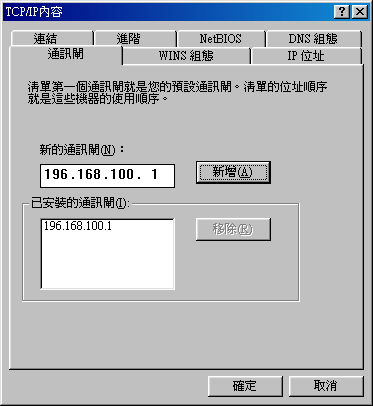 TCP/IP內容
連結 進階 NetBIOS DNS 組態
通訊閘 WINS 組態 IP 位址
清單第一個通訊閘就是您的預設通訊閘。清單的位址順序
就是這些機器的使用順序。
新的通訊閘(N)：
196.168.100. 1 新增(A)
已安裝的通訊閘(I):
196.168.100.1 移除(R)
確定 取消